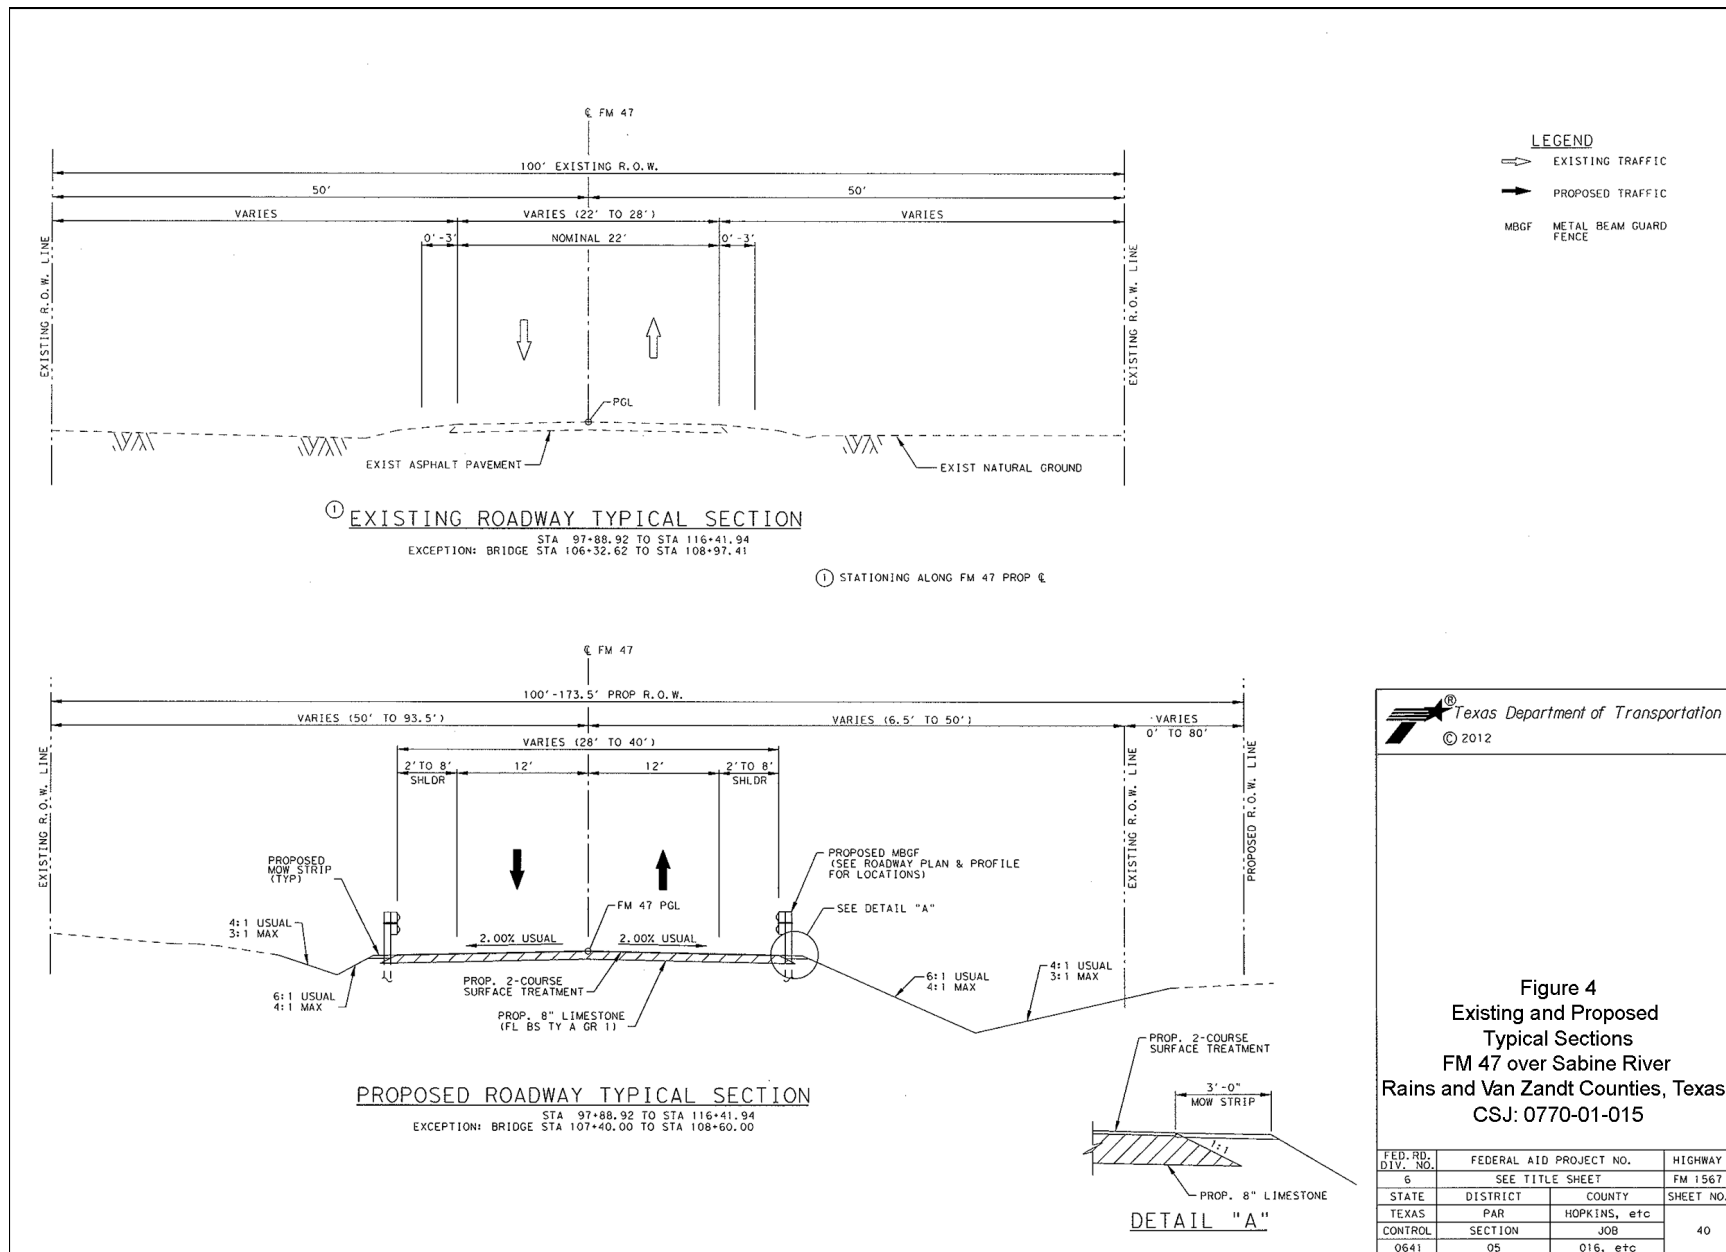 ℄ FM 47
100' EXISTING R.O.W.
50'
50'
VARIES
VARIES (22' TO 28')
VARIES
0'-3'
NOMINAL 22'
0'-3'
EXISTING R.O.W. LINE
EXISTING R.O.W. LINE
PGL
EXIST ASPHALT PAVEMENT
EXIST NATURAL GROUND
① EXISTING ROADWAY TYPICAL SECTION
STA 97+88.92 TO STA 116+41.94
EXCEPTION: BRIDGE STA 106+32.62 TO STA 108+97.41
① STATIONING ALONG FM 47 PROP ℄
LEGEND
EXISTING TRAFFIC
PROPOSED TRAFFIC
MBGF METAL BEAM GUARD
FENCE
℄ FM 47
100'-173.5' PROP R.O.W.
VARIES (50' TO 93.5')
VARIES (6.5' TO 50')
VARIES
0' TO 80'
VARIES (28' TO 40')
2' TO 8'
SHLDR
12'
12'
2' TO 8'
SHLDR
EXISTING R.O.W. LINE
EXISTING R.O.W. LINE
PROPOSED R.O.W. LINE
PROPOSED
MOW STRIP
(TYP)
PROPOSED MBGF
(SEE ROADWAY PLAN & PROFILE
FOR LOCATIONS)
FM 47 PGL
SEE DETAIL "A"
4:1 USUAL
3:1 MAX
2.00% USUAL
2.00% USUAL
6:1 USUAL
4:1 MAX
PROP. 2-COURSE
SURFACE TREATMENT
PROP. 8" LIMESTONE
(FL BS TY A GR 1)
6:1 USUAL
4:1 MAX
4:1 USUAL
3:1 MAX
PROPOSED ROADWAY TYPICAL SECTION
STA 97+88.92 TO STA 116+41.94
EXCEPTION: BRIDGE STA 107+40.00 TO STA 108+60.00
PROP. 2-COURSE
SURFACE TREATMENT
3'-0"
MOW STRIP
1:1
PROP. 8" LIMESTONE
DETAIL "A"
® Texas Department of Transportation
© 2012
Figure 4
Existing and Proposed
Typical Sections
FM 47 over Sabine River
Rains and Van Zandt Counties, Texas
CSJ: 0770-01-015
FED. RD.
DIV. NO.
FEDERAL AID PROJECT NO.
HIGHWAY
6
SEE TITLE SHEET
FM 1567
STATE
DISTRICT
COUNTY
SHEET NO.
TEXAS
PAR
HOPKINS, etc
CONTROL
SECTION
JOB
40
0641
05
016, etc